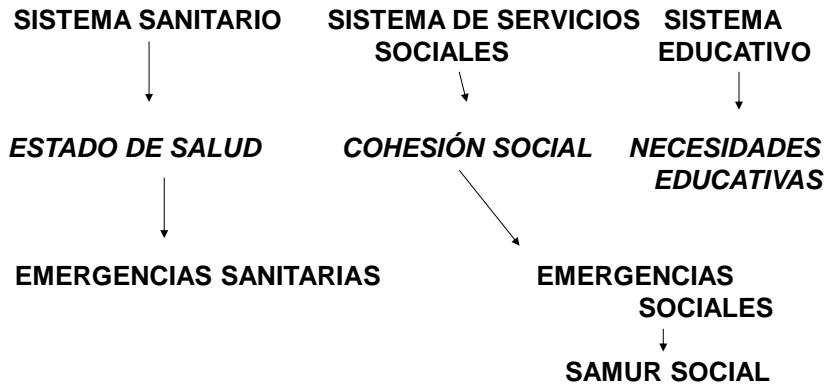 SISTEMA SANITARIO
SISTEMA DE SERVICIOS
SOCIALES
SISTEMA
EDUCATIVO
ESTADO DE SALUD
COHESIÓN SOCIAL
NECESIDADES
EDUCATIVAS
EMERGENCIAS SANITARIAS
EMERGENCIAS
SOCIALES
SAMUR SOCIAL